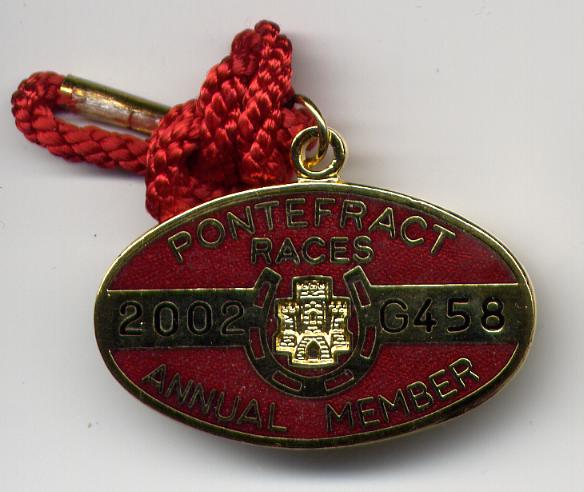 PONTEFRACT
RACES
2002 G458
ANNUAL MEMBER